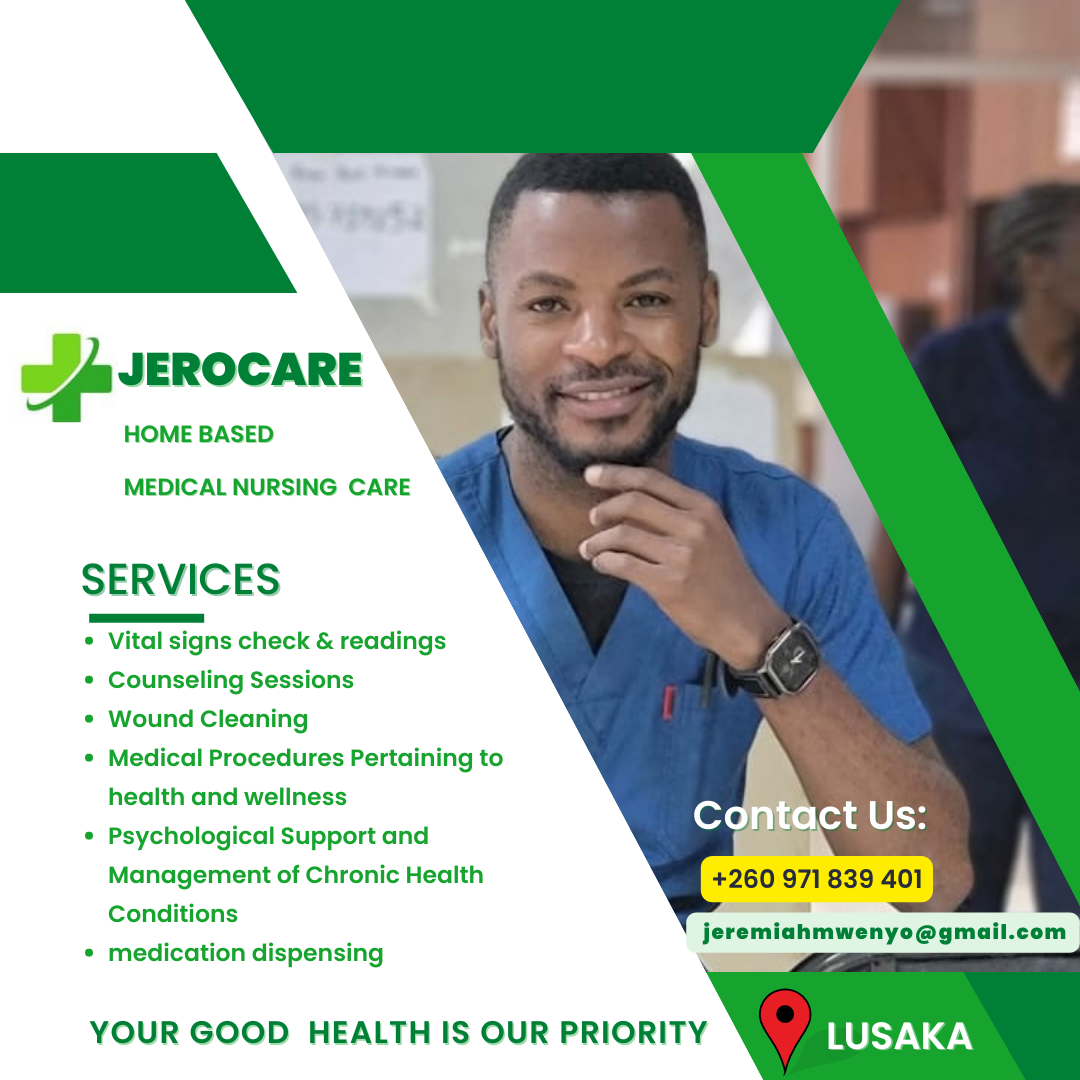 JEROCARE
HOME BASED
MEDICAL NURSING CARE
SERVICES
• Vital signs check & readings
• Counseling Sessions
• Wound Cleaning
• Medical Procedures Pertaining to
health and wellness
• Psychological Support and
Management of Chronic Health
Conditions
• medication dispensing
Contact Us:
+260 971 839 401
jeremiahmwenyo@gmail.com
YOUR GOOD HEALTH IS OUR PRIORITY
LUSAKA